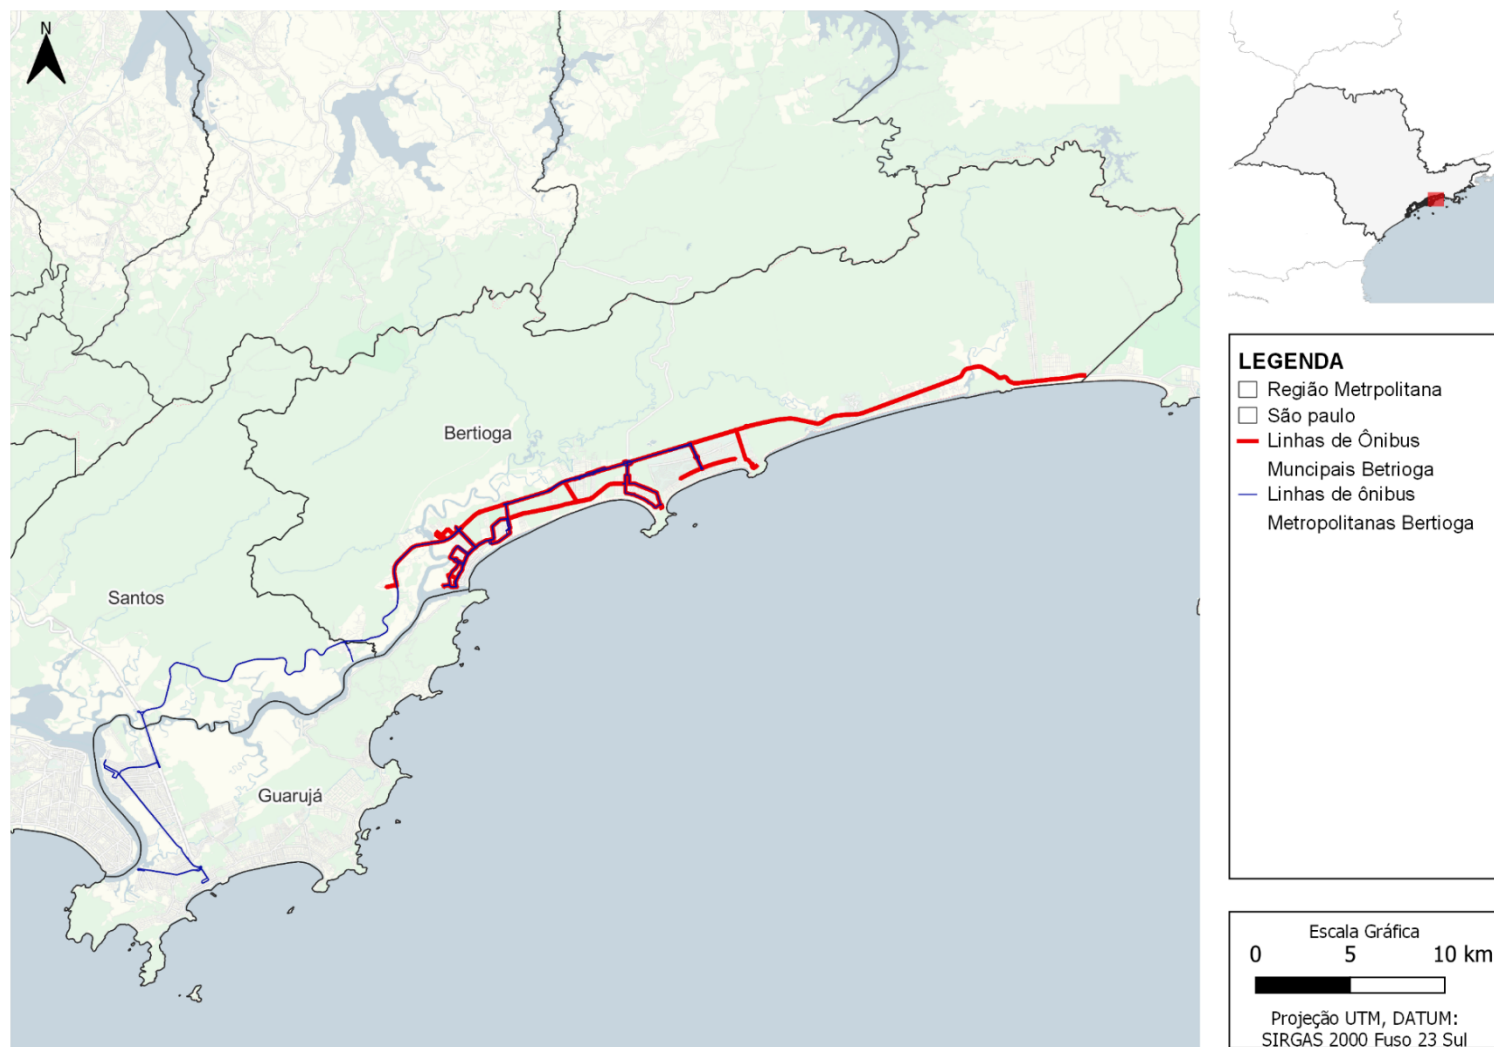 N
Bertioga
Santos
Guarujá
LEGENDA
Região Metrpolitana
São paulo
Linhas de Ônibus
Muncipais Betrioga
Linhas de ônibus
Metropolitanas Bertioga
Escala Gráfica
0 5 10 km
Projeção UTM, DATUM:
SIRGAS 2000 Fuso 23 Sul